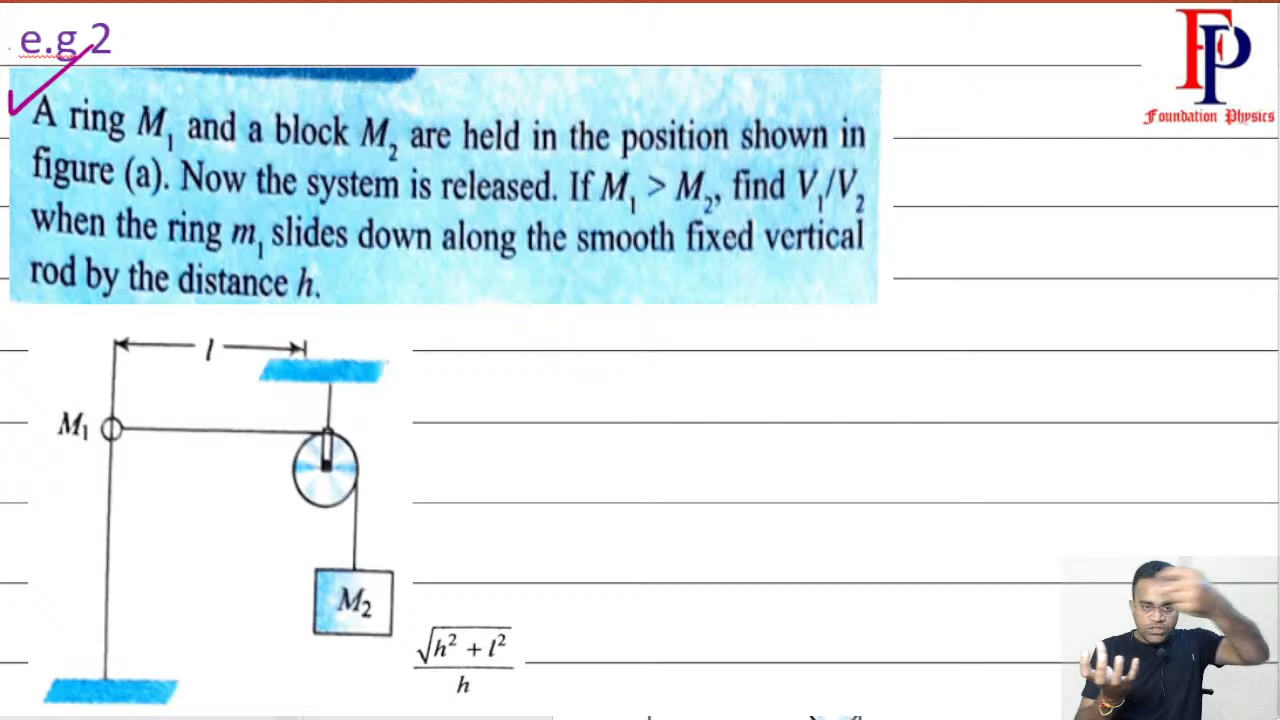 e.g 2
FP
Foundation Physics
A ring M₁ and a block M₂ are held in the position shown in
figure (a). Now the system is released. If M₁ > M₂, find V₁/V₂
when the ring m₁ slides down along the smooth fixed vertical
rod by the distance h.
l
M₁
M₂
√(h² + l²)
h